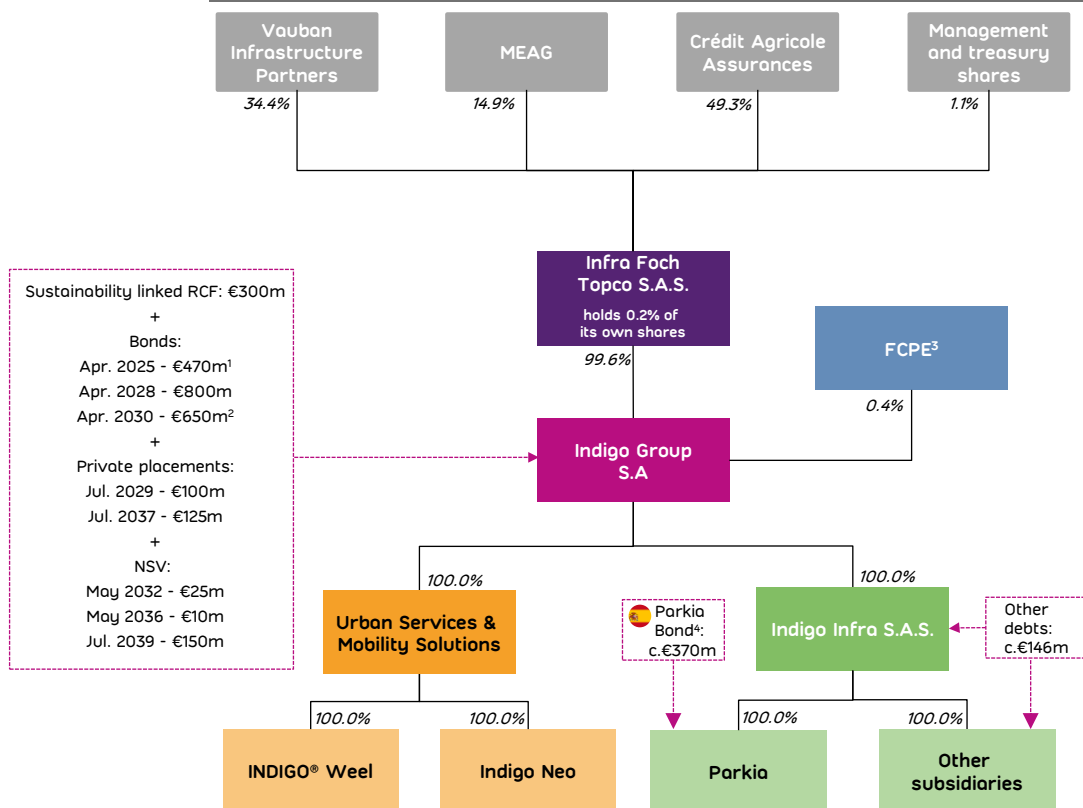 Vauban
Infrastructure
Partners
MEAG
Crédit Agricole
Assurances
Management
and treasury
shares
34.4%
14.9%
49.3%
1.1%
Infra Foch
Topco S.A.S.
holds 0.2% of
its own shares
99.6%
FCPE³
0.4%
Sustainability linked RCF: €300m
+
Bonds:
Apr. 2025 - €470m¹
Apr. 2028 - €800m
Apr. 2030 - €650m²
+
Private placements:
Jul. 2029 - €100m
Jul. 2037 - €125m
+
NSV:
May 2032 - €25m
May 2036 - €10m
Jul. 2039 - €150m
Indigo Group
S.A
100.0%
100.0%
Urban Services &
Mobility Solutions
Parkia
Bond⁴:
c.€370m
Indigo Infra S.A.S.
Other
debts:
c.€146m
100.0%
100.0%
100.0%
100.0%
INDIGO® Weel
Indigo Neo
Parkia
Other
subsidiaries